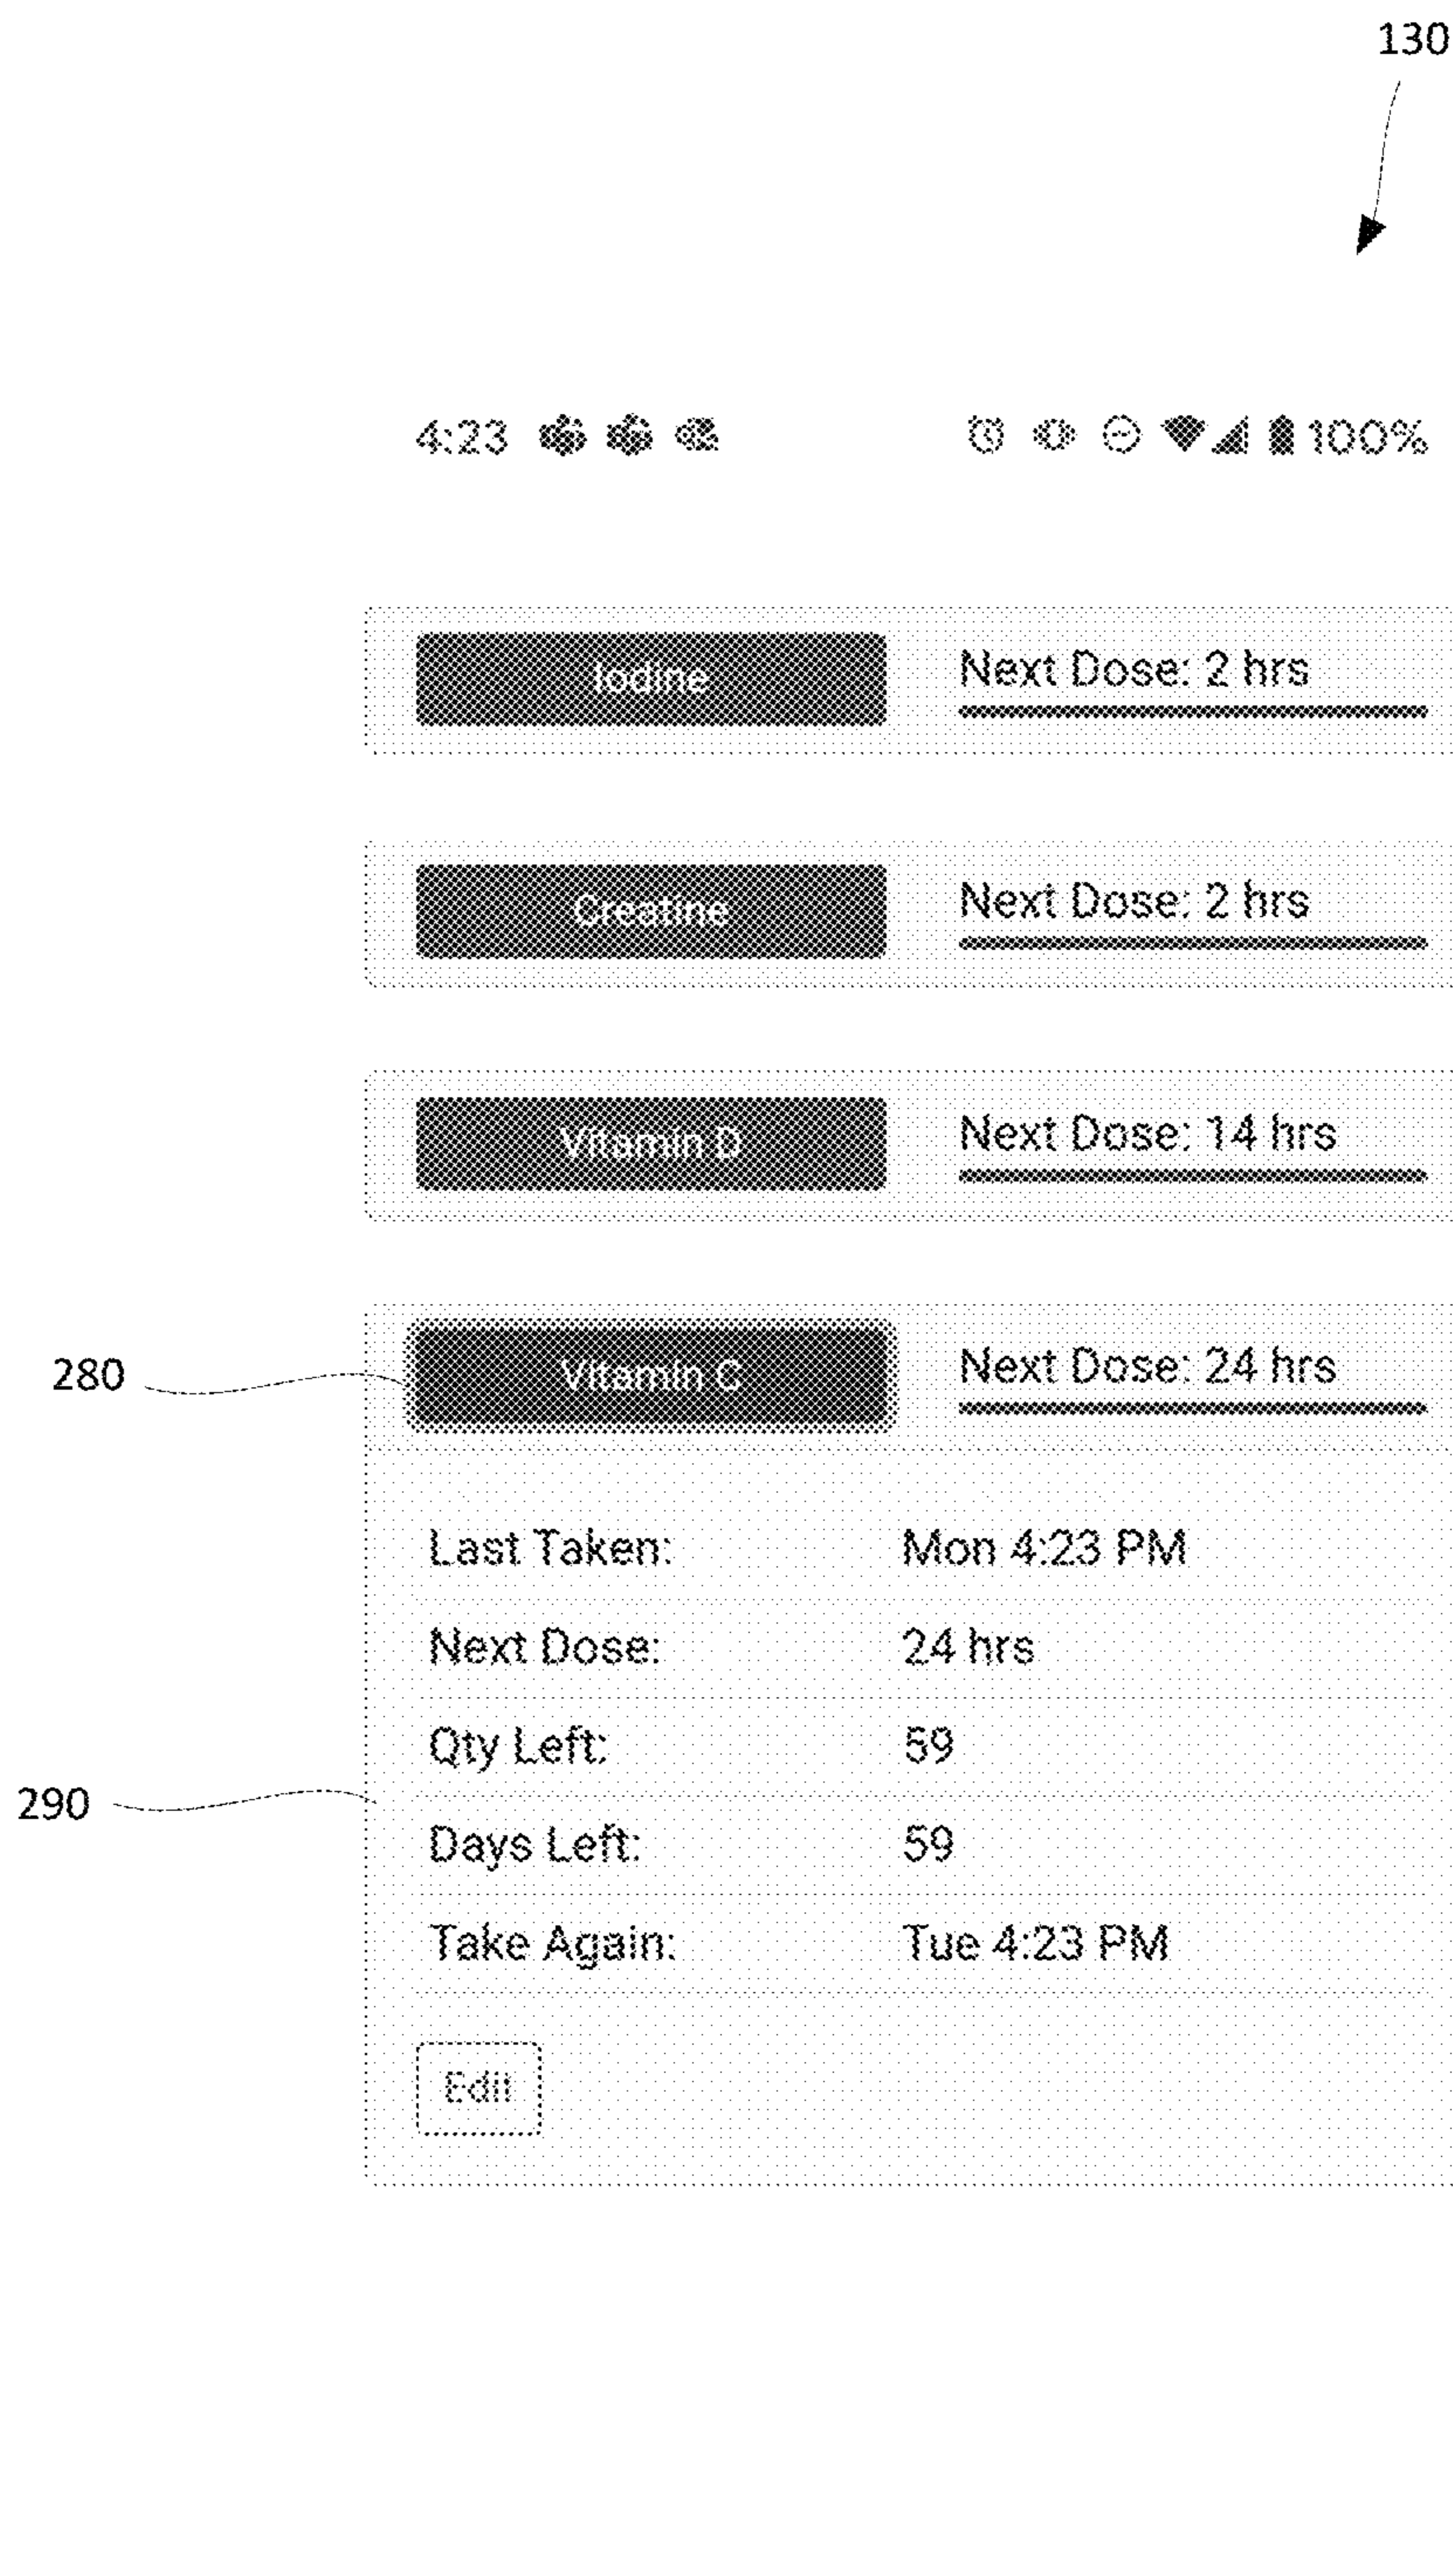 130
4:23 100%
Iodine Next Dose: 2 hrs
Creatine Next Dose: 2 hrs
Vitamin D Next Dose: 14 hrs
280 Vitamin C Next Dose: 24 hrs
Last Taken: Mon 4:23 PM
Next Dose: 24 hrs
Qty Left: 59
290
Days Left: 59
Take Again: Tue 4:23 PM
Edit